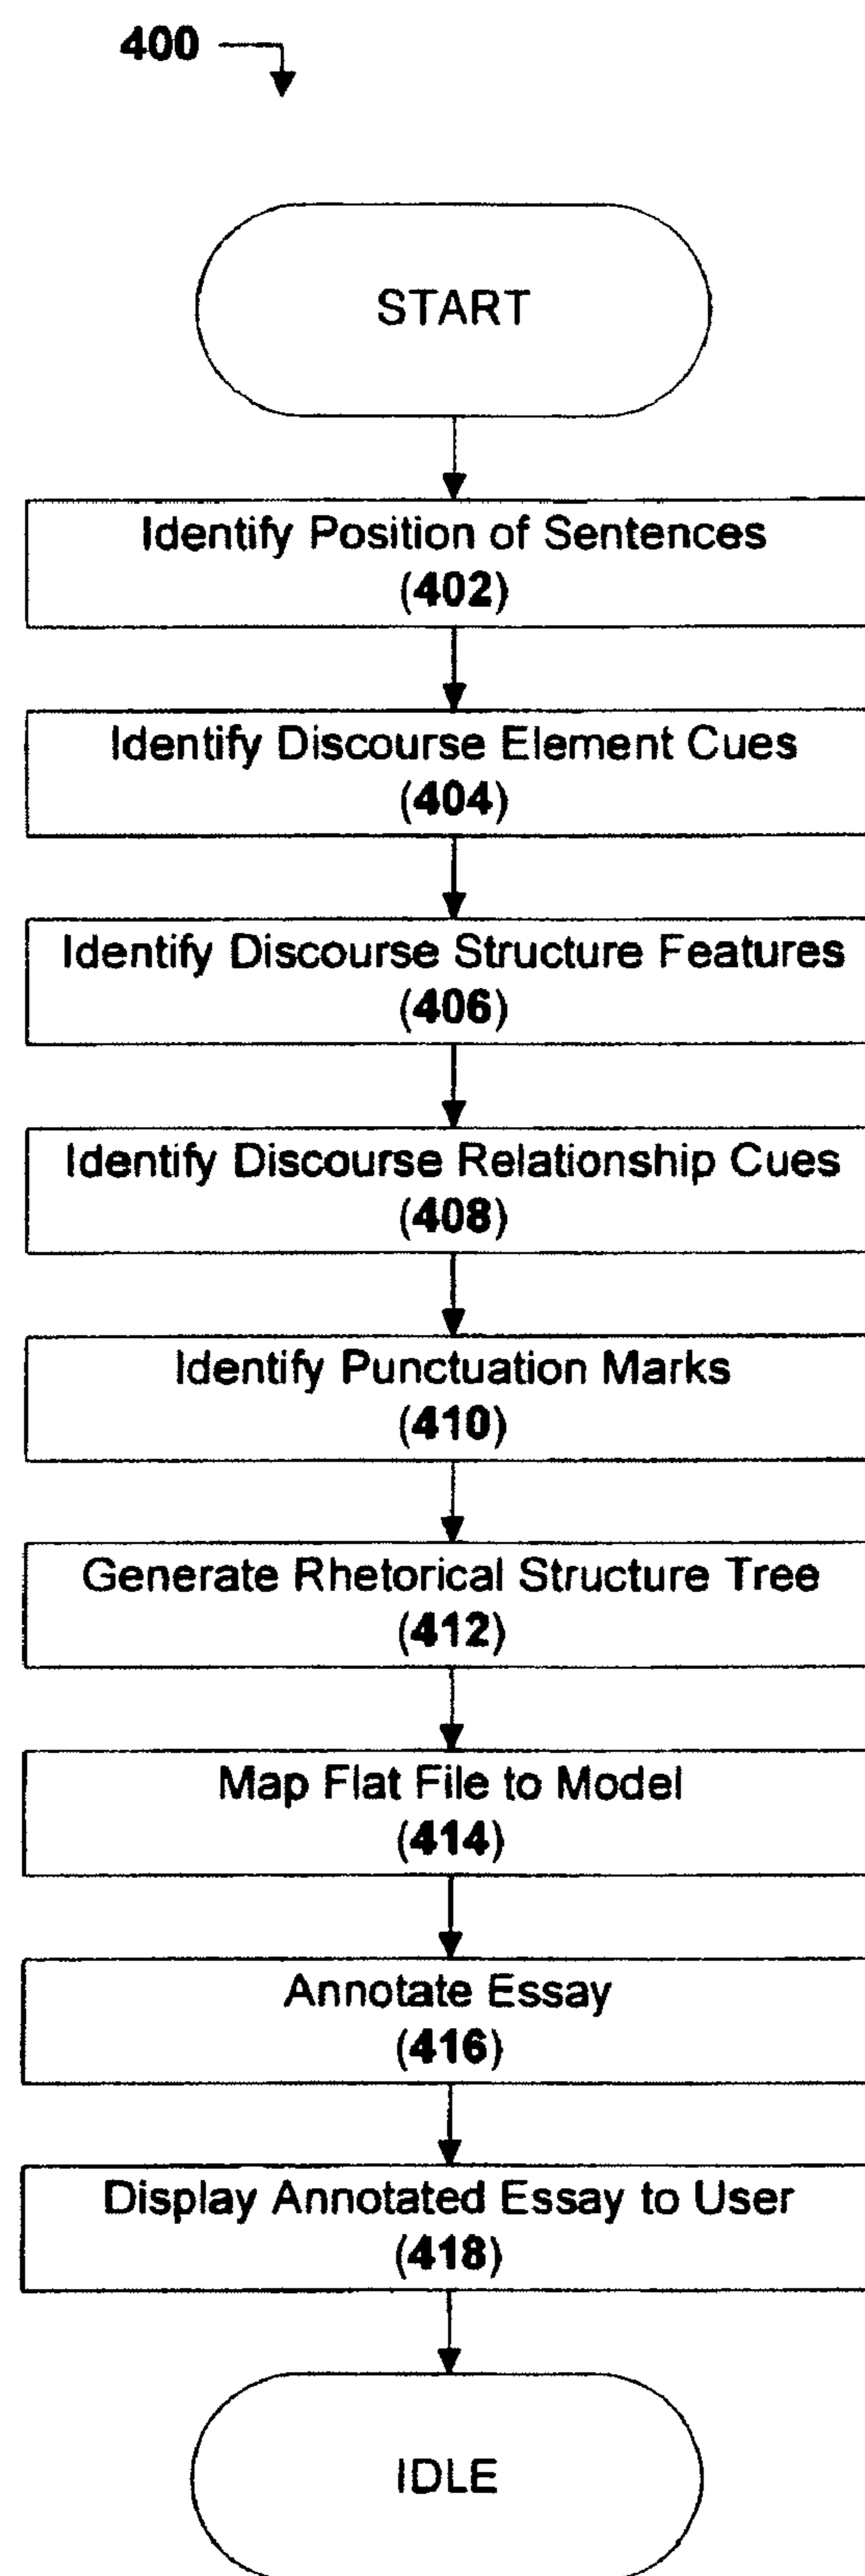 400
START
Identify Position of Sentences
(402)
Identify Discourse Element Cues
(404)
Identify Discourse Structure Features
(406)
Identify Discourse Relationship Cues
(408)
Identify Punctuation Marks
(410)
Generate Rhetorical Structure Tree
(412)
Map Flat File to Model
(414)
Annotate Essay
(416)
Display Annotated Essay to User
(418)
IDLE